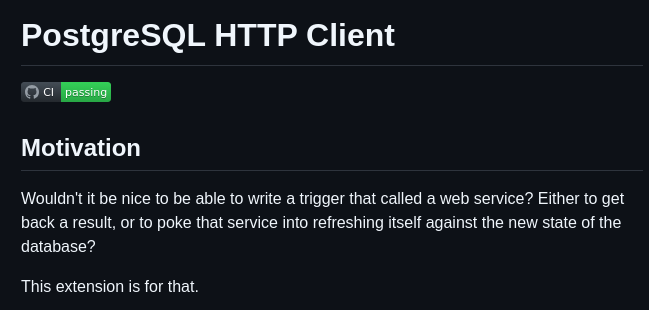 PostgreSQL HTTP Client
CI passing
Motivation
Wouldn't it be nice to be able to write a trigger that called a web service? Either to get
back a result, or to poke that service into refreshing itself against the new state of the
database?
This extension is for that.